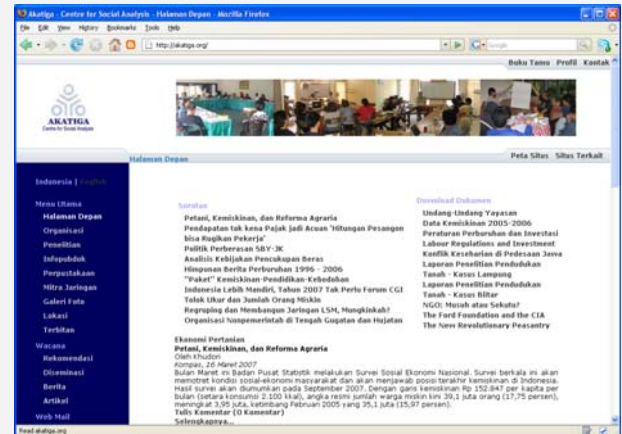 Akatiga - Centre for Social Analysis - Halaman Depan - Mozilla Firefox
File Edit View History Bookmarks Tools Help
http://akatiga.org/
Google
Buku Tamu Profil Kontak
AKATIGA
Centre for Social Analysis
Peta Situs Situs Terkait
Halaman Depan
Indonesia | English
Menu Utama
Halaman Depan
Organisasi
Penelitian
Infopubdok
Perpustakaan
Mitra Jaringan
Galeri Foto
Lokasi
Terbitan
Wacana
Rekomendasi
Diseminasi
Berita
Artikel
Web Mail
Sorotan
Petani, Kemiskinan, dan Reforma Agraria
Pendapatan tak kena Pajak jadi Acuan 'Hitungan Pesangon
bisa Rugikan Pekerja'
Politik Perberasan SBY-JK
Analisis Kebijakan Pencukupan Beras
Himpunan Berita Perburuhan 1996 - 2006
"Paket" Kemiskinan-Pendidikan-Kebodohan
Indonesia Lebih Mandiri, Tahun 2007 Tak Perlu Forum CGI
Tolok Ukur dan Jumlah Orang Miskin
Regruping dan Membangun Jaringan LSM, Mungkinkah?
Organisasi Nonpemerintah di Tengah Gugatan dan Hujatan
Download Dokumen
Undang-Undang Yayasan
Data Kemiskinan 2005-2006
Peraturan Perburuhan dan Investasi
Labour Regulations and Investment
Konflik Keseharian di Pedesaan Jawa
Laporan Penelitian Pendudukan
Tanah - Kasus Lampung
Laporan Penelitian Pendudukan
Tanah - Kasus Blitar
NGO: Musuh atau Sekutu?
The Ford Foundation and the CIA
The New Revolutionary Peasantry
Ekonomi Pertanian
Petani, Kemiskinan, dan Reforma Agraria
Oleh Khudori
Kompas, 16 Maret 2007
Bulan Maret ini Badan Pusat Statistik melakukan Survei Sosial Ekonomi Nasional. Survei berkala ini akan
memotret kondisi sosial-ekonomi masyarakat dan akan menjawab posisi terakhir kemiskinan di Indonesia.
Hasil survei akan diumumkan pada September 2007. Dengan garis kemiskinan Rp 152.847 per kapita per
bulan (setara konsumsi 2.100 kkal), angka resmi jumlah warga miskin kini 39,1 juta orang (17,75 persen),
meningkat 3,95 juta, ketimbang Februari 2005 yang 35,1 juta (15,97 persen).
Tulis Komentar (0 Komentar)
Selengkapnya...
Read akatiga.org